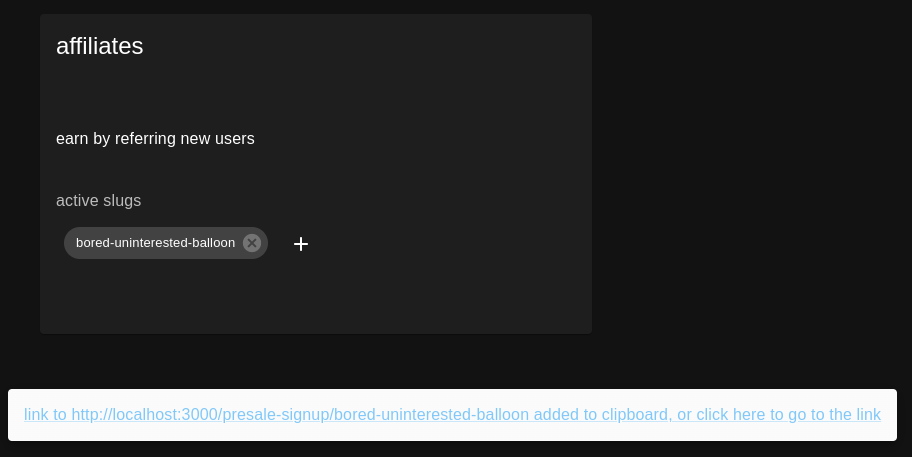 affiliates
earn by referring new users
active slugs
bored-uninterested-balloon
link to http://localhost:3000/presale-signup/bored-uninterested-balloon added to clipboard, or click here to go to the link